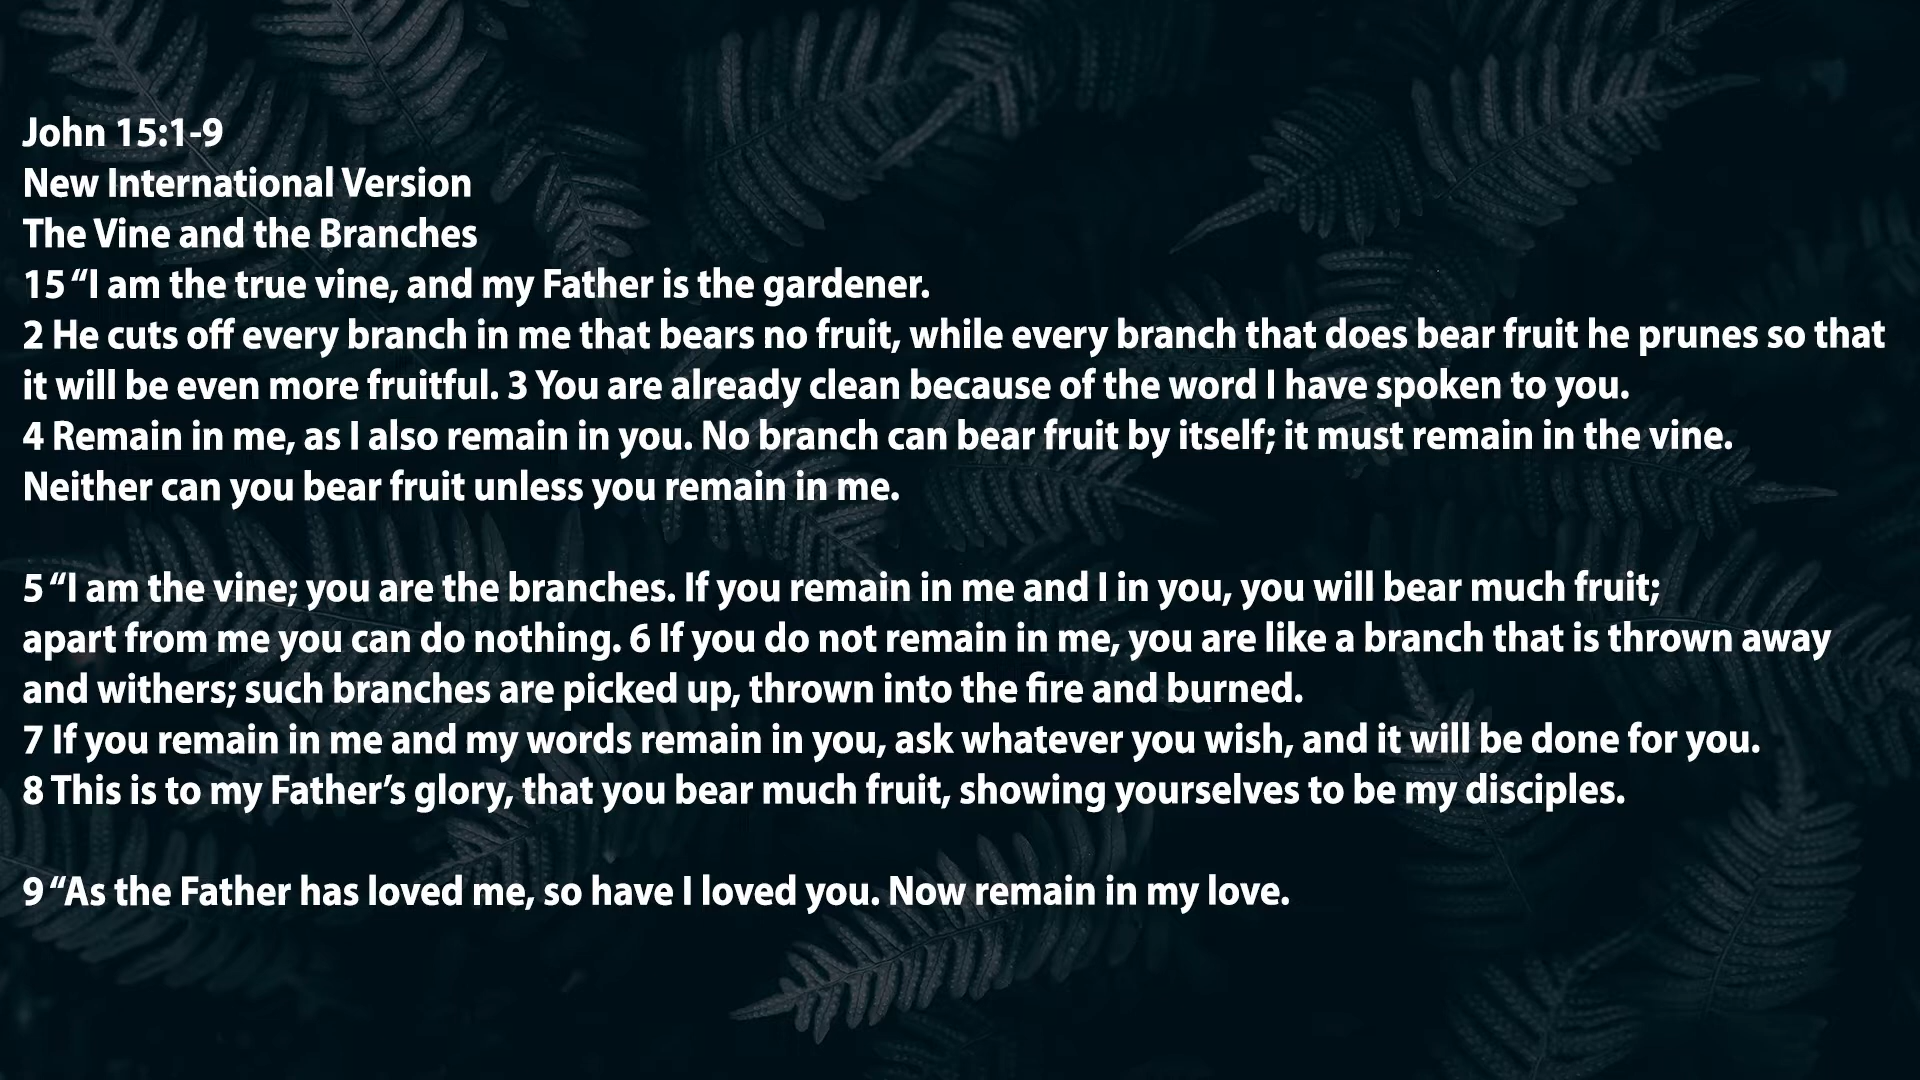 John 15:1-9
New International Version
The Vine and the Branches
15 “I am the true vine, and my Father is the gardener.
2 He cuts off every branch in me that bears no fruit, while every branch that does bear fruit he prunes so that
it will be even more fruitful. 3 You are already clean because of the word I have spoken to you.
4 Remain in me, as I also remain in you. No branch can bear fruit by itself; it must remain in the vine.
Neither can you bear fruit unless you remain in me.
5 “I am the vine; you are the branches. If you remain in me and I in you, you will bear much fruit;
apart from me you can do nothing. 6 If you do not remain in me, you are like a branch that is thrown away
and withers; such branches are picked up, thrown into the fire and burned.
7 If you remain in me and my words remain in you, ask whatever you wish, and it will be done for you.
8 This is to my Father’s glory, that you bear much fruit, showing yourselves to be my disciples.
9 “As the Father has loved me, so have I loved you. Now remain in my love.